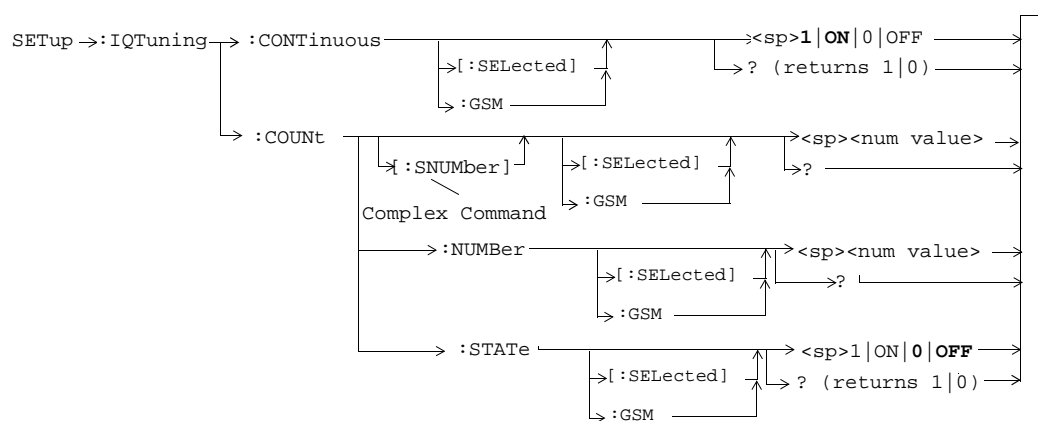 SETup :IQTuning :CONTinuous <sp>1|ON|0|OFF
[:SELected] ? (returns 1|0)
:GSM
:COUNt <sp><num value>
[:SNUMber] [:SELected] ?
Complex Command :GSM
:NUMBer <sp><num value>
[:SELected] ?
:GSM
:STATe <sp>1|ON|0|OFF
[:SELected] ? (returns 1|0)
:GSM